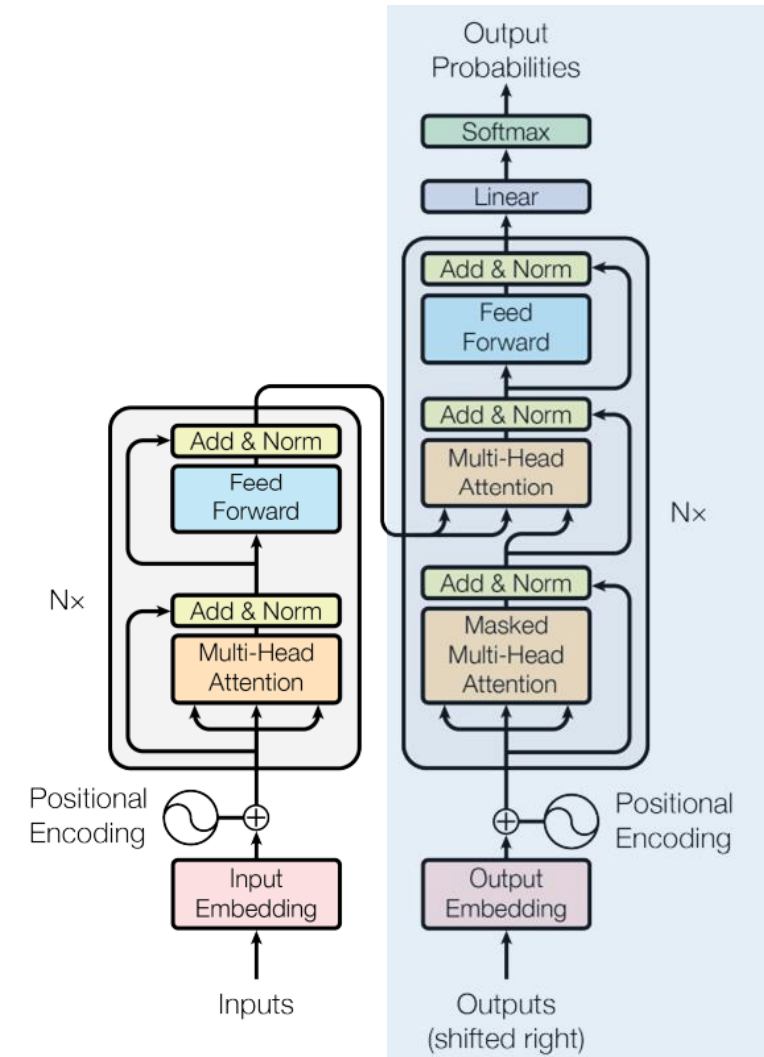 Output
Probabilities
Softmax
Linear
Add & Norm
Feed
Forward
Add & Norm
Multi-Head
Attention
Add & Norm
Masked
Multi-Head
Attention
N×
Positional
Encoding
Output
Embedding
Outputs
(shifted right)
Add & Norm
Feed
Forward
Add & Norm
Multi-Head
Attention
N×
Positional
Encoding
Input
Embedding
Inputs